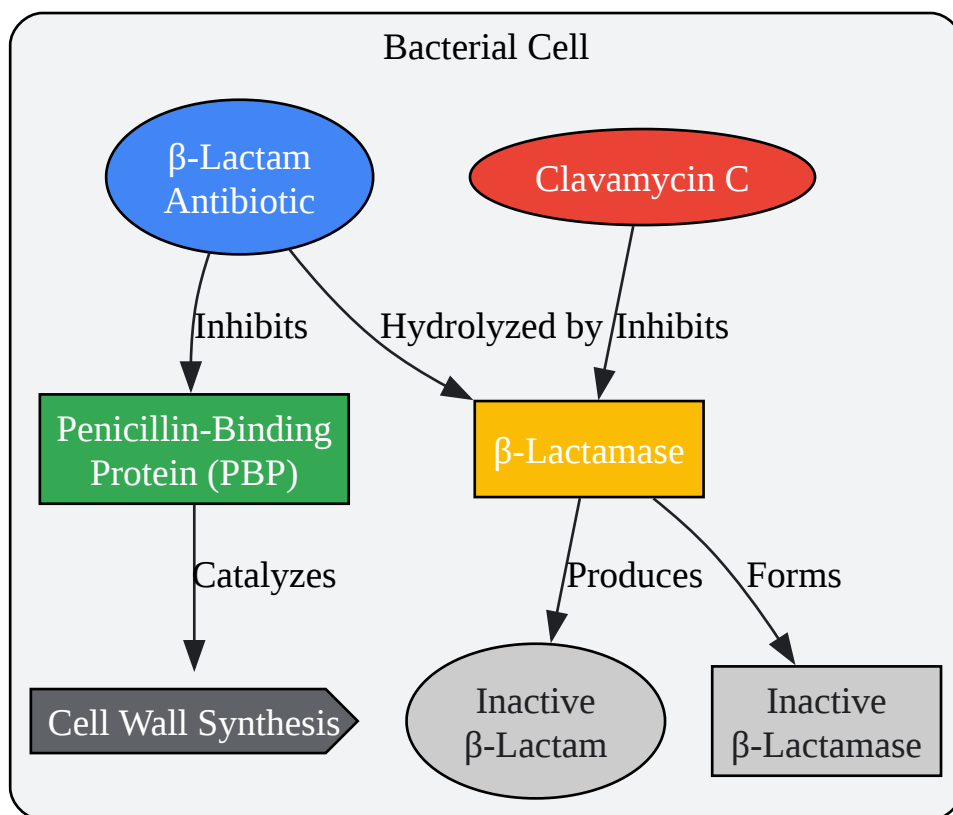 Bacterial Cell
β-Lactam
Antibiotic
Clavamycin C
Inhibits
Hydrolyzed by
Inhibits
Penicillin-Binding
Protein (PBP)
β-Lactamase
Catalyzes
Produces
Forms
Cell Wall Synthesis
Inactive
β-Lactam
Inactive
β-Lactamase